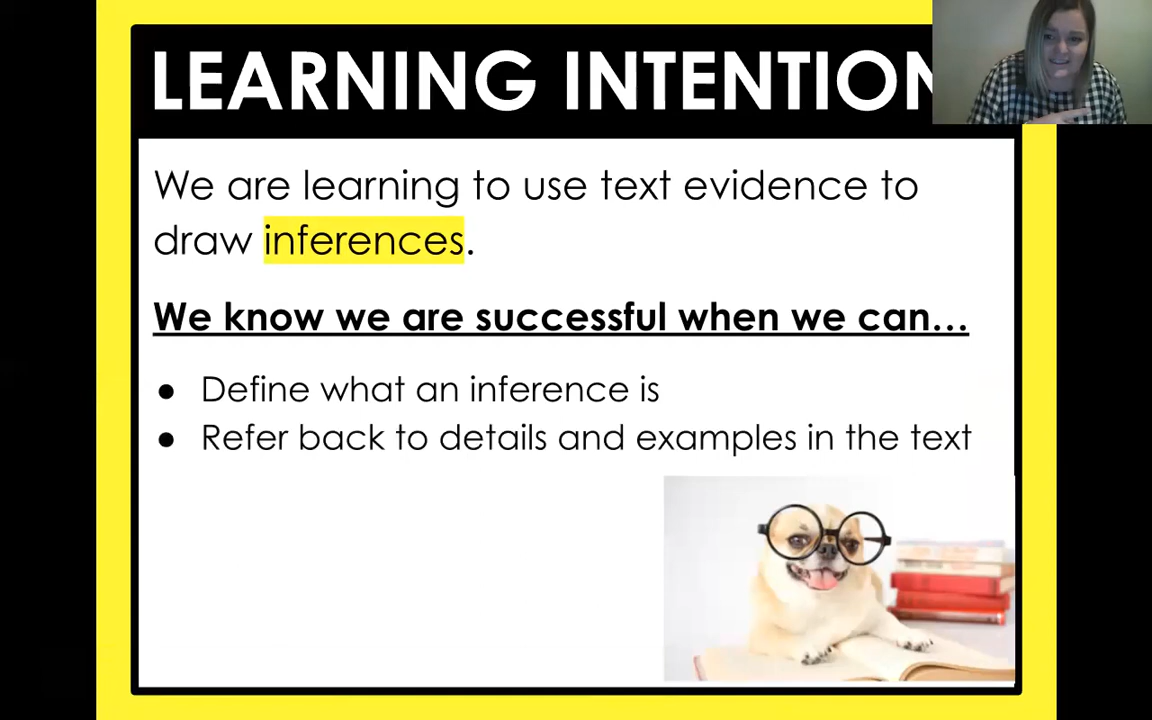 LEARNING INTENTION
We are learning to use text evidence to
draw inferences.
We know we are successful when we can…
● Define what an inference is
● Refer back to details and examples in the text